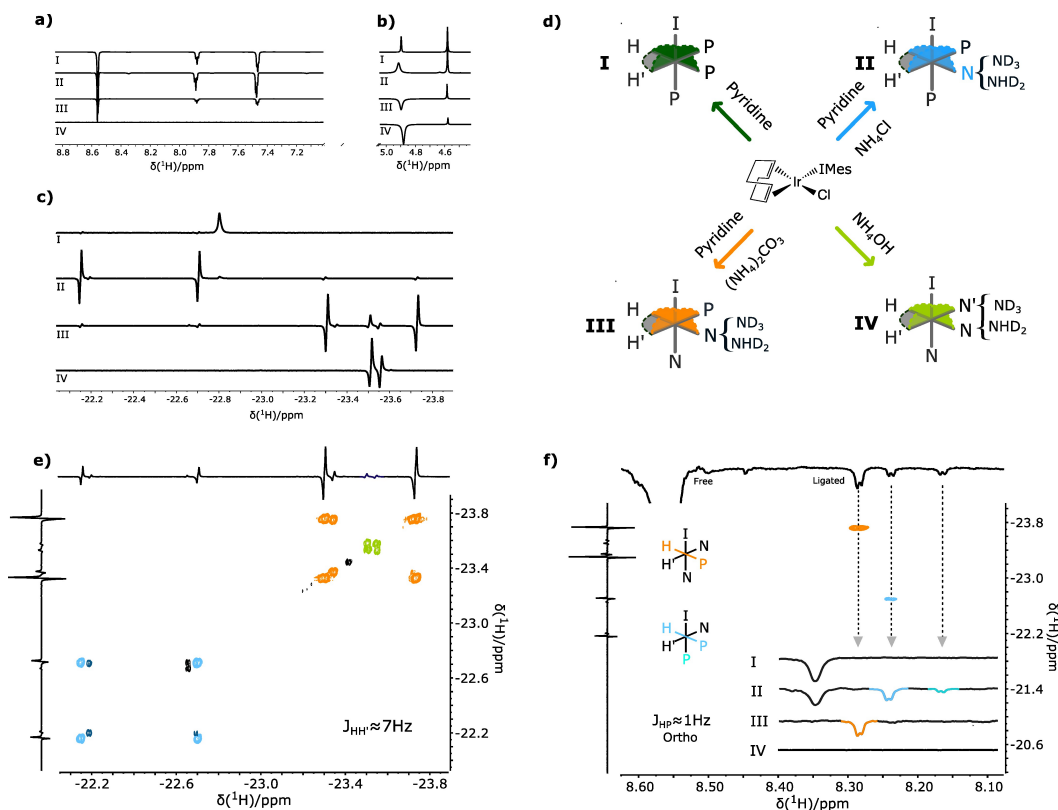 a)
I
II
III
IV
8.8 8.6 8.4 8.2 8.0 7.8 7.6 7.4 7.2
δ(¹H)/ppm
b)
I
II
III
IV
5.0 4.8 4.6
δ(¹H)/ppm
c)
I
II
III
IV
-22.2 -22.4 -22.6 -22.8 -23.0 -23.2 -23.4 -23.6 -23.8
δ(¹H)/ppm
d)
I
I
H
H'
P
P
P
Pyridine
II
I
H
H'
P
N
ND₃
NHD₂
P
Pyridine
NH₄Cl
Ir
IMes
Cl
Pyridine
(NH₄)₂CO₃
NH₄OH
III
I
H
H'
P
N
ND₃
NHD₂
N
IV
I
H
H'
N'
N
ND₃
NHD₂
N
e)
-23.8
-23.4
-23.0
-22.6
-22.2
δ(¹H)/ppm
J_HH'≈7Hz
-22.2 -22.6 -23.0 -23.4 -23.8
δ(¹H)/ppm
f)
Free
Ligated
I
H
N
H'
P
N
I
H
N
H'
P
P
J_HP≈1Hz
Ortho
I
II
III
IV
-23.8
-23.0
-22.2
-21.4
-20.6
δ(¹H)/ppm
8.60 8.50 8.40 8.30 8.20 8.10
δ(¹H)/ppm